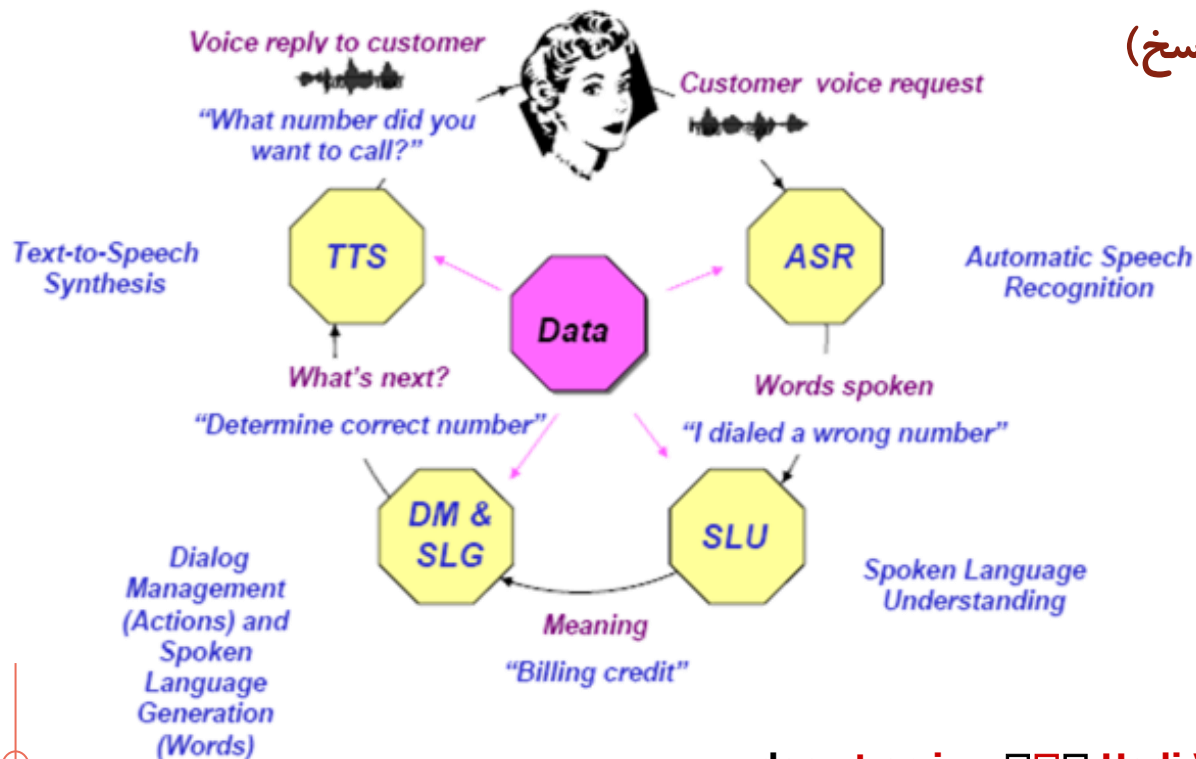 سخ)
Voice reply to customer
“What number did you
want to call?”
Customer voice request
TTS
ASR
Text-to-Speech
Synthesis
Automatic Speech
Recognition
Data
What's next?
“Determine correct number”
Words spoken
“I dialed a wrong number”
DM &
SLG
SLU
Dialog
Management
(Actions) and
Spoken
Language
Generation
(Words)
Spoken Language
Understanding
Meaning
“Billing credit”